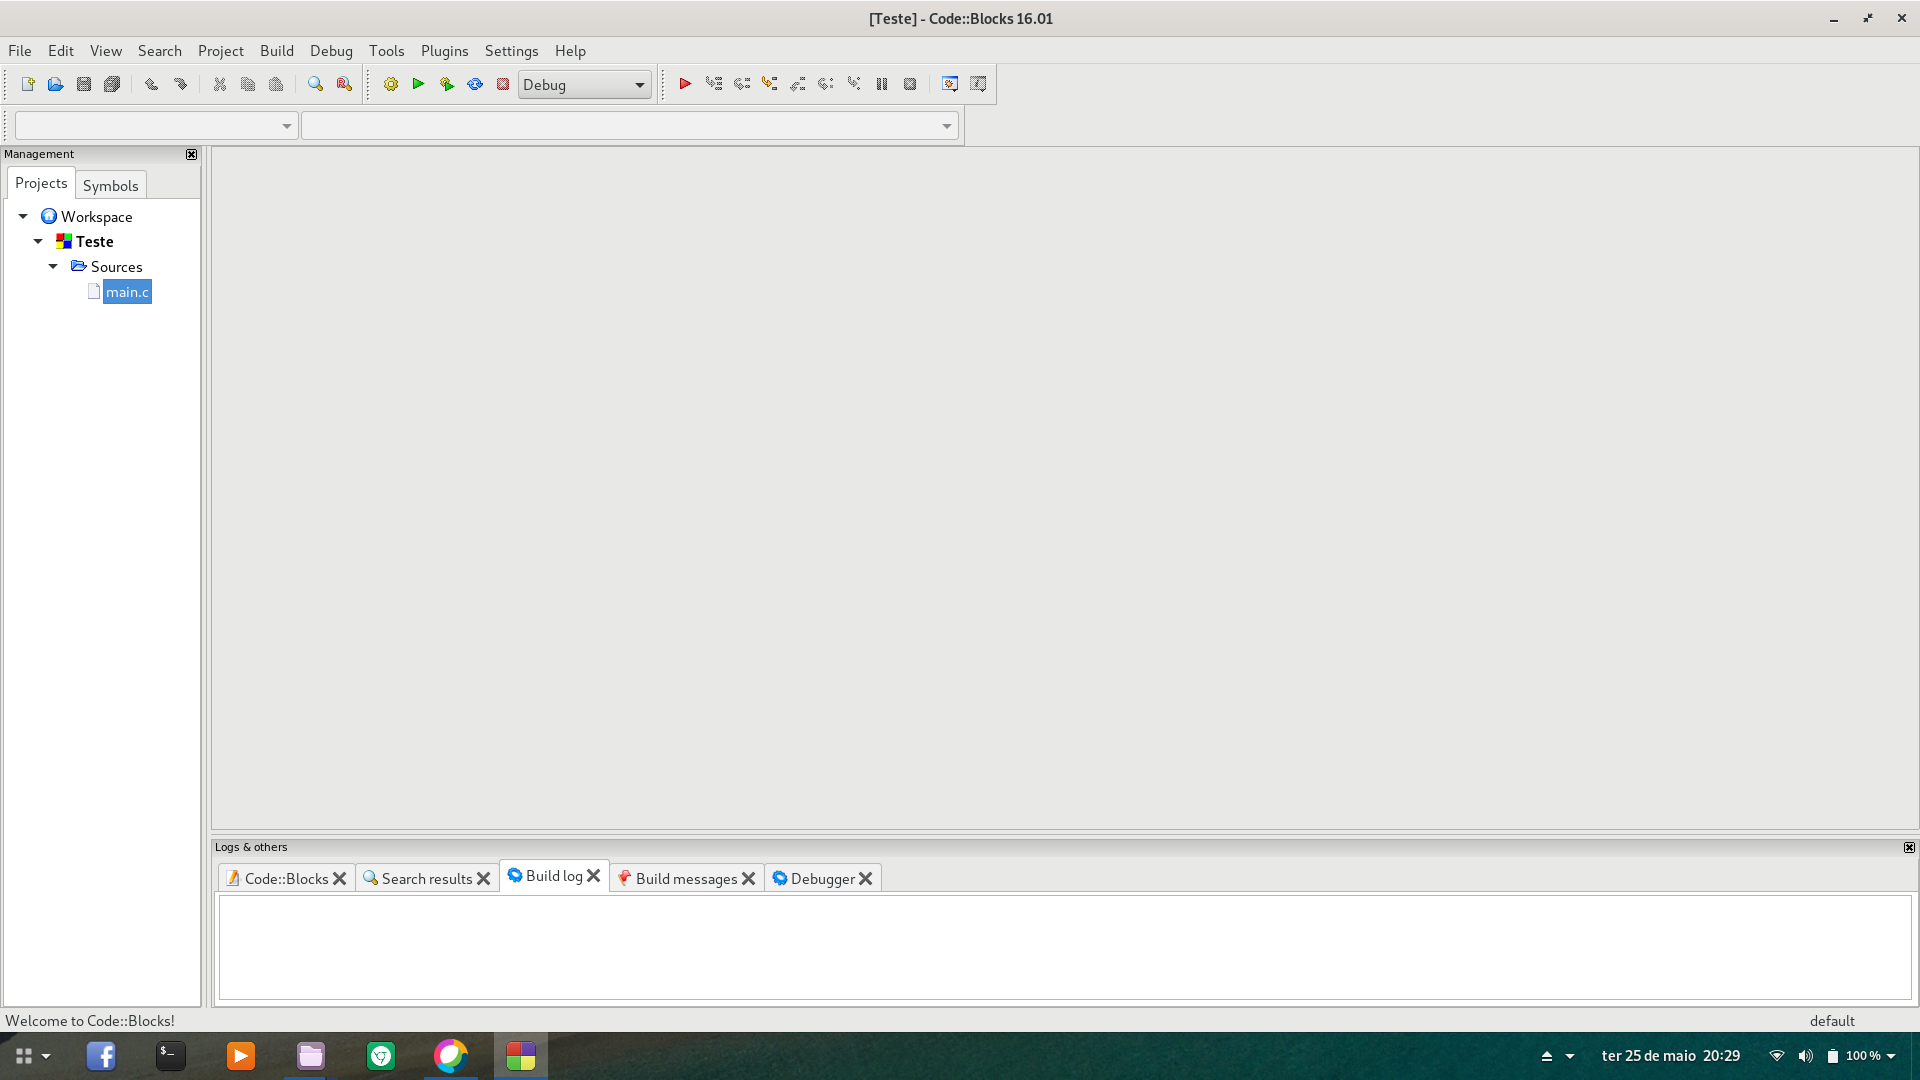 [Teste] - Code::Blocks 16.01
File Edit View Search Project Build Debug Tools Plugins Settings Help
Debug
Management
Projects Symbols
Workspace
Teste
Sources
main.c
Logs & others
Code::Blocks Search results Build log Build messages Debugger
Welcome to Code::Blocks!
default
ter 25 de maio 20:29
100 %